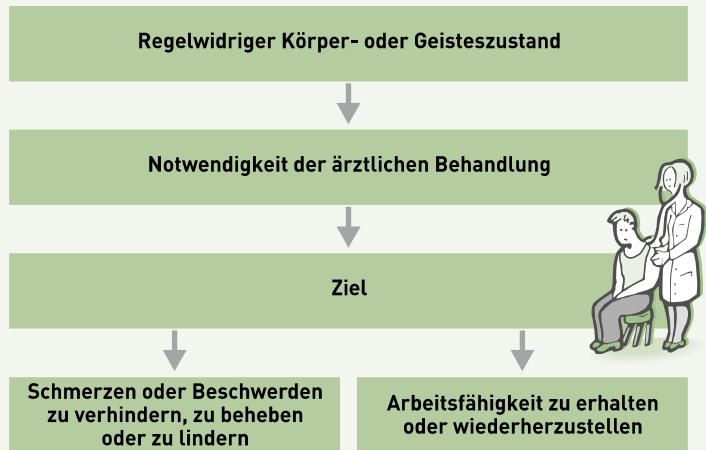 Regelwidriger Körper- oder Geisteszustand
Notwendigkeit der ärztlichen Behandlung
Ziel
Schmerzen oder Beschwerden
zu verhindern, zu beheben
oder zu lindern
Arbeitsfähigkeit zu erhalten
oder wiederherzustellen